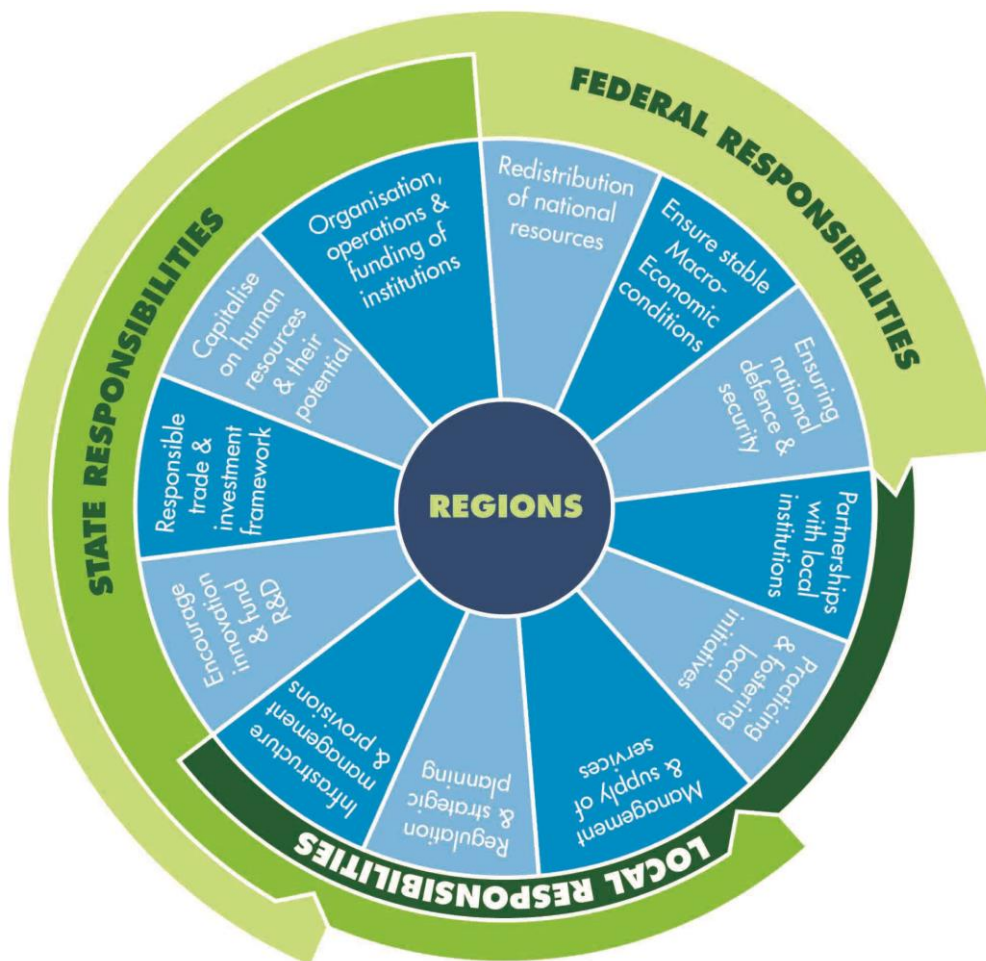 FEDERAL RESPONSIBILITIES
STATE RESPONSIBILITIES
LOCAL RESPONSIBILITIES
REGIONS
Redistribution
of national
resources
Ensure stable
Macro-
Economic
conditions
Ensuring
national
defence &
security
Partnerships
with local
institutions
Practicing
& fostering
local
initiatives
Management
& supply of
services
Regulation
& strategic
planning
Infrastructure
management
& provisions
Encourage
innovation
& fund
R&D
Responsible
trade &
investment
framework
Capitalise
on human
resources
& their
potential
Organisation,
operations &
funding of
institutions